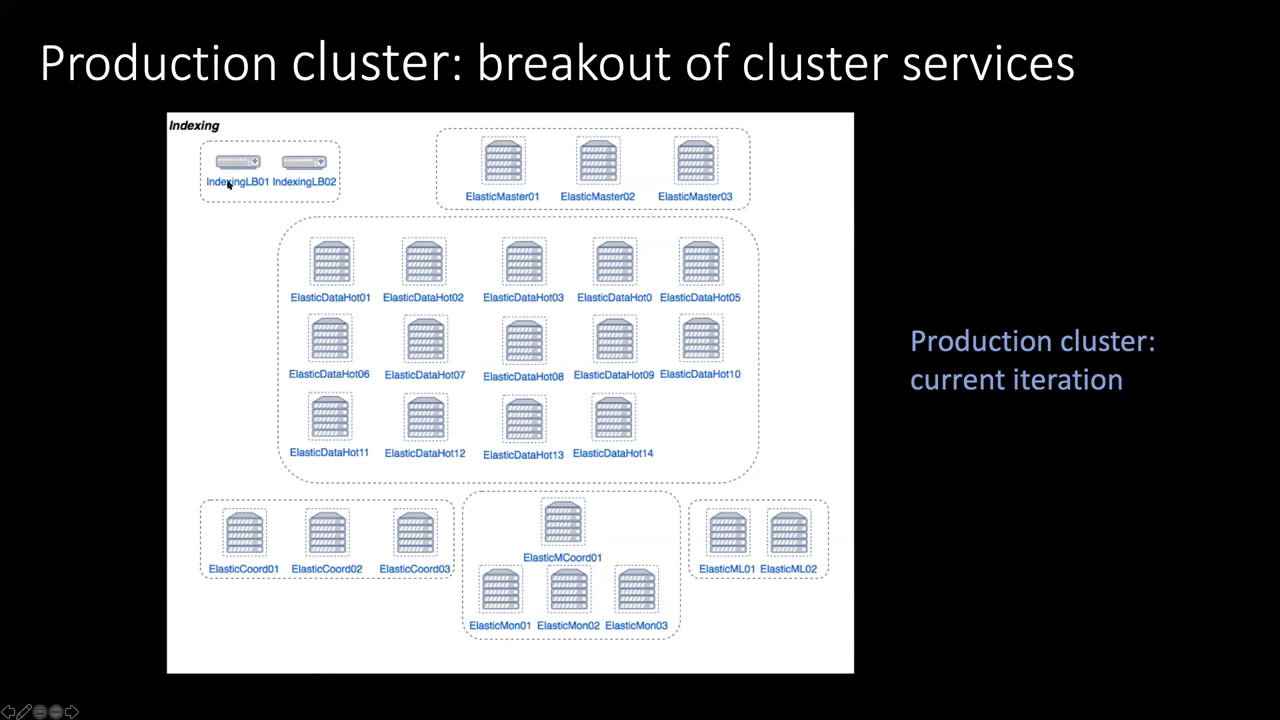 Production cluster: breakout of cluster services
Indexing
IndexingLB01 IndexingLB02
ElasticMaster01 ElasticMaster02 ElasticMaster03
ElasticDataHot01 ElasticDataHot02 ElasticDataHot03 ElasticDataHot0 ElasticDataHot05
ElasticDataHot06 ElasticDataHot07 ElasticDataHot08 ElasticDataHot09 ElasticDataHot10
ElasticDataHot11 ElasticDataHot12 ElasticDataHot13 ElasticDataHot14
ElasticCoord01 ElasticCoord02 ElasticCoord03
ElasticMCoord01
ElasticMon01 ElasticMon02 ElasticMon03
ElasticML01 ElasticML02
Production cluster:
current iteration